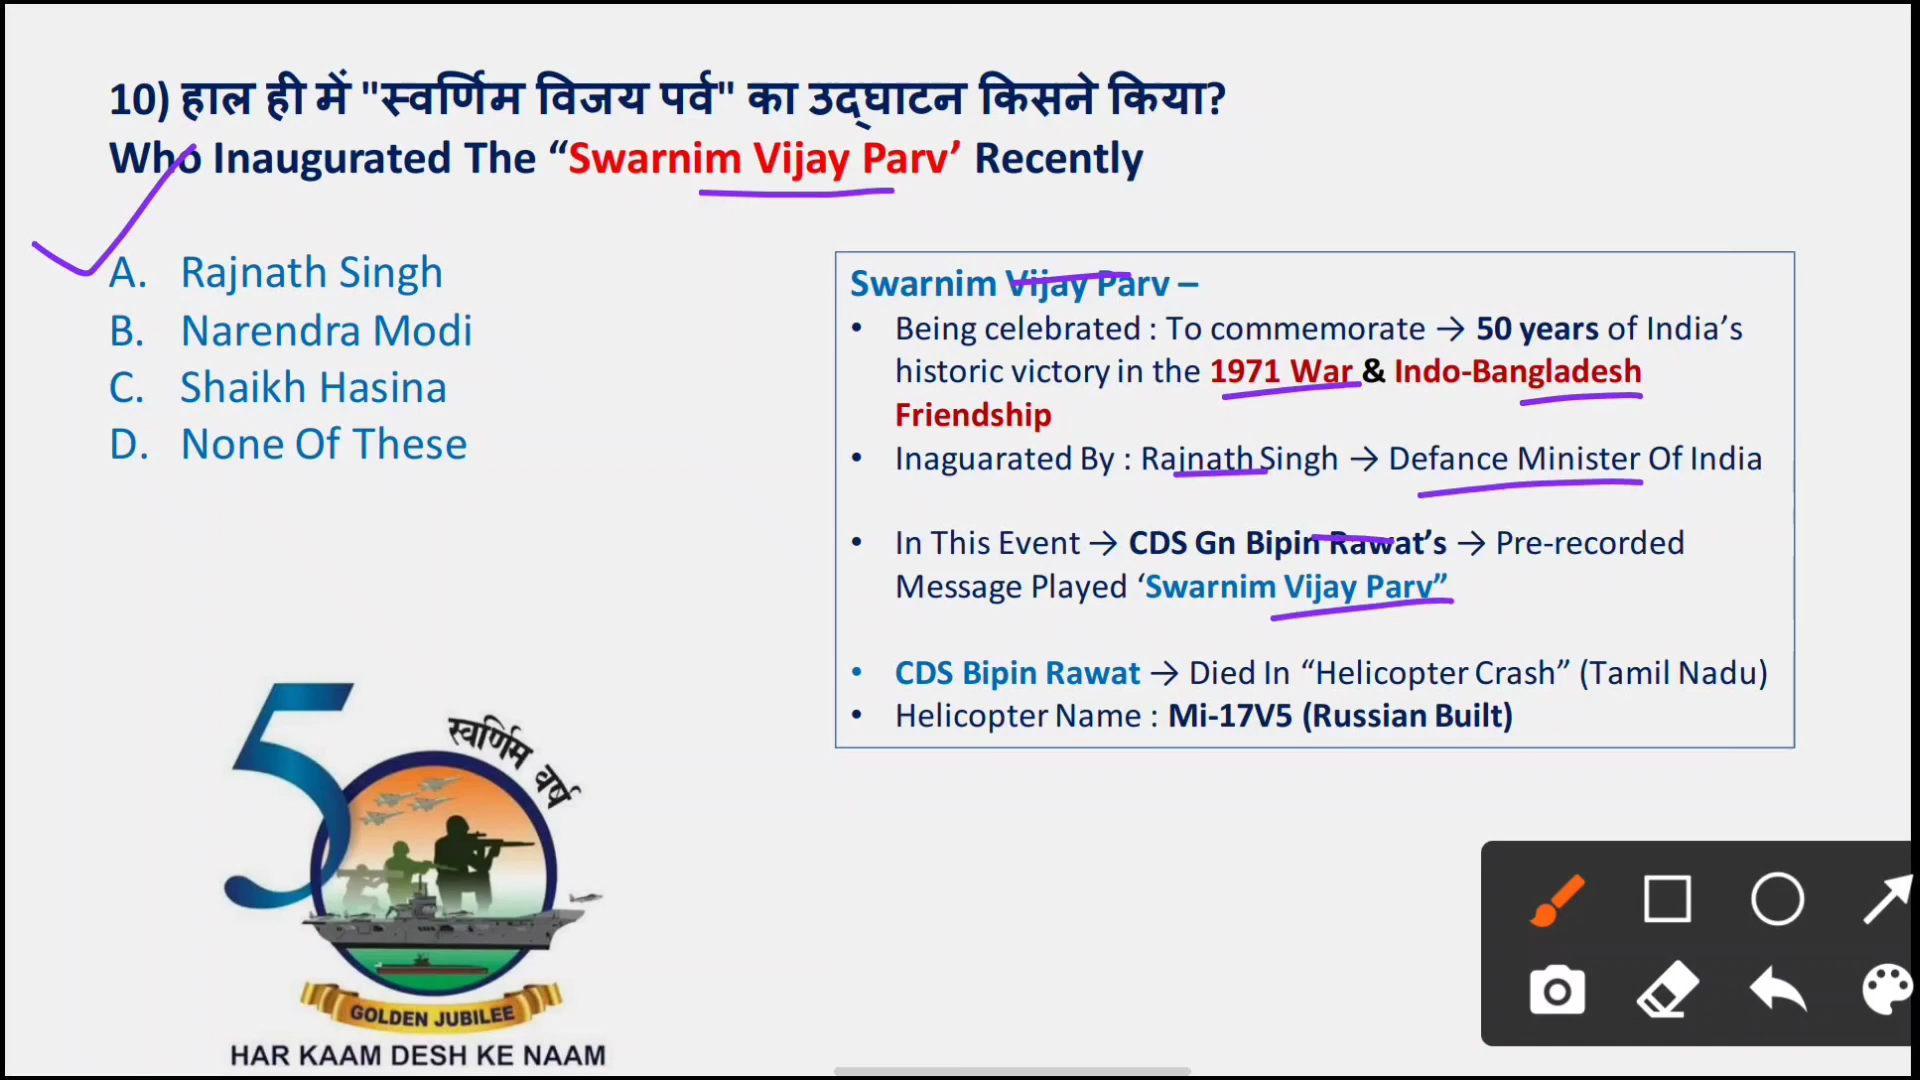 10) हाल ही में "स्वर्णिम विजय पर्व" का उद्घाटन किसने किया?
Who Inaugurated The “Swarnim Vijay Parv’ Recently
A. Rajnath Singh
B. Narendra Modi
C. Shaikh Hasina
D. None Of These
Swarnim Vijay Parv –
• Being celebrated : To commemorate → 50 years of India’s
historic victory in the 1971 War & Indo-Bangladesh
Friendship
• Inaguarated By : Rajnath Singh → Defance Minister Of India
• In This Event → CDS Gn Bipin Rawat’s → Pre-recorded
Message Played ‘Swarnim Vijay Parv”
• CDS Bipin Rawat → Died In “Helicopter Crash” (Tamil Nadu)
• Helicopter Name : Mi-17V5 (Russian Built)
50
स्वर्णिम वर्ष
GOLDEN JUBILEE
HAR KAAM DESH KE NAAM